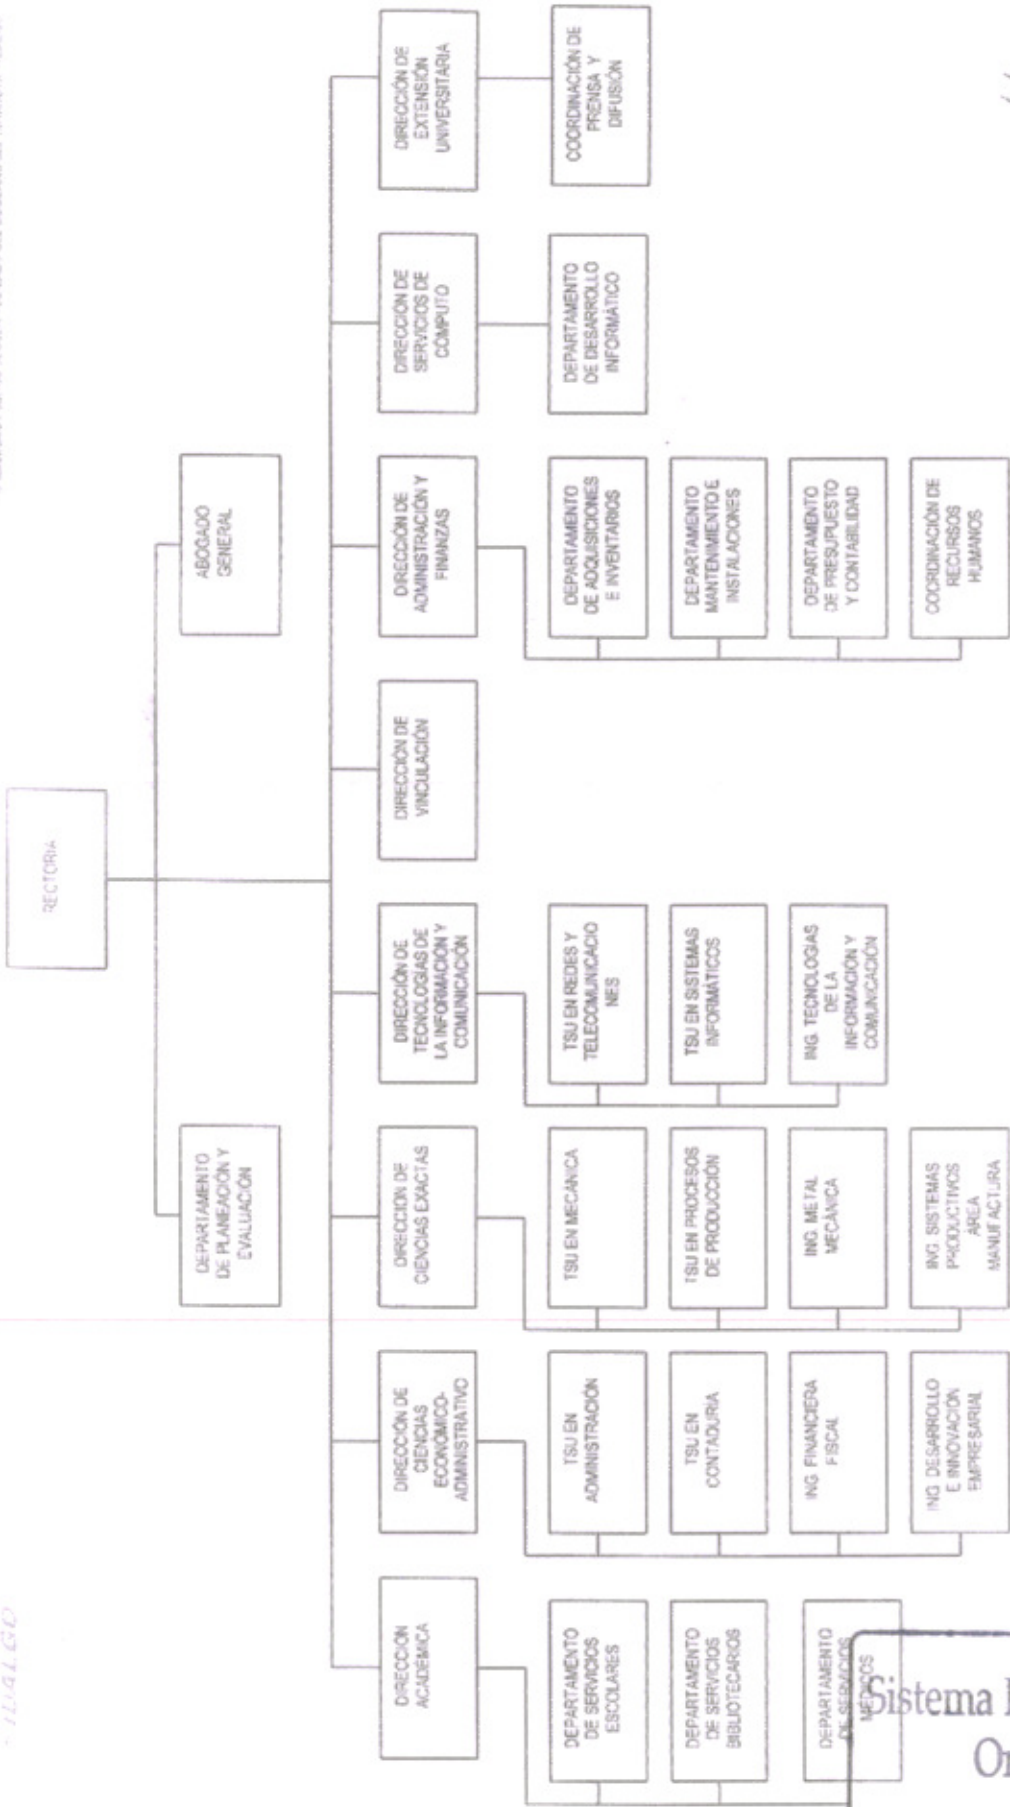 RECTORIA
DEPARTAMENTO
DE PLANEACIÓN Y
EVALUACIÓN
ABOGADO
GENERAL
DIRECCIÓN
ACADÉMICA
DIRECCIÓN DE
CIENCIAS
ECONÓMICO-
ADMINISTRATIVO
DIRECCIÓN DE
CIENCIAS EXACTAS
DIRECCIÓN DE
TECNOLOGÍAS DE
LA INFORMACIÓN Y
COMUNICACIÓN
DIRECCIÓN DE
VINCULACIÓN
DIRECCIÓN DE
ADMINISTRACIÓN Y
FINANZAS
DIRECCIÓN DE
SERVICIOS DE
CÓMPUTO
DIRECCIÓN DE
EXTENSIÓN
UNIVERSITARIA
DEPARTAMENTO
DE SERVICIOS
ESCOLARES
TSU EN
ADMINISTRACIÓN
TSU EN MECÁNICA
TSU EN REDES Y
TELECOMUNICACIO
NES
DEPARTAMENTO
DE ADQUISICIONES
E INVENTARIOS
DEPARTAMENTO
DE DESARROLLO
INFORMÁTICO
COORDINACIÓN DE
PRENSA Y
DIFUSIÓN
DEPARTAMENTO
DE SERVICIOS
BIBLIOTECARIOS
TSU EN
CONTADURÍA
TSU EN PROCESOS
DE PRODUCCIÓN
TSU EN SISTEMAS
INFORMÁTICOS
DEPARTAMENTO
MANTENIMIENTO E
INSTALACIONES
DEPARTAMENTO
DE SERVICIOS
MÉDICOS
ING. FINANCIERA
FISCAL
ING. METAL
MECÁNICA
ING. TECNOLOGÍAS
DE LA
INFORMACIÓN Y
COMUNICACIÓN
DEPARTAMENTO
DE PRESUPUESTO
Y CONTABILIDAD
ING. DESARROLLO
E INNOVACIÓN
EMPRESARIAL
ING. SISTEMAS
PRODUCTIVOS
ÁREA
MANUFACTURA
COORDINACIÓN DE
RECURSOS
HUMANOS
Sistema